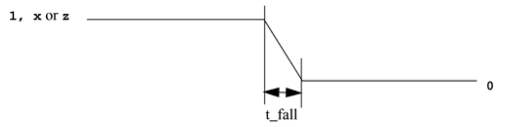 1, x or z
0
t_fall